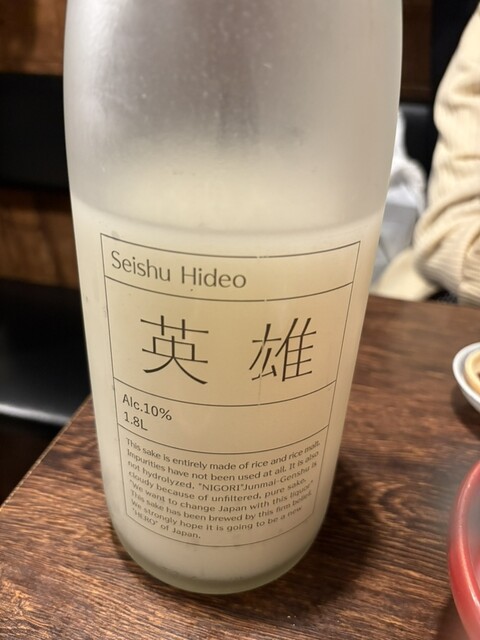 Seishu Hideo
英雄
Alc.10%
1.8L
This sake is entirely made of rice and rice malt.
Impurities have not been used at all. It is also
not hydrolyzed. "NIGORI"Junmai-Genshu is
cloudy because of unfiltered, pure sake.
"We want to change Japan with this liquor"
This sake has been brewed by this firm belief.
We strongly hope it is going to be a new
"HERO" of Japan.